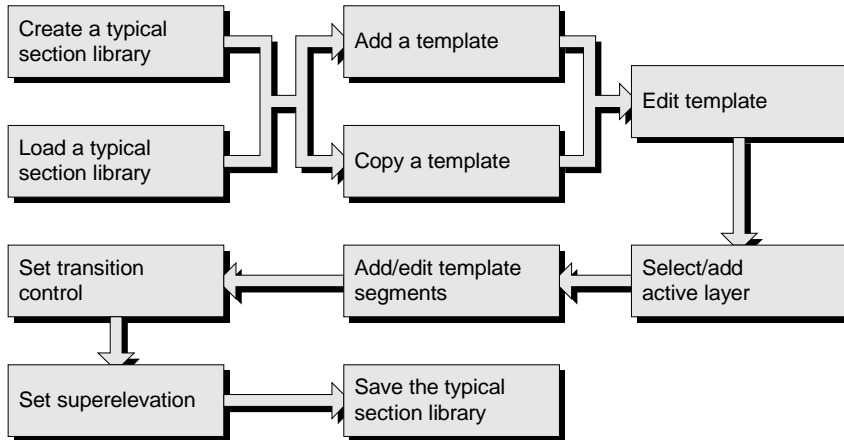 Create a typical
section library
Add a template
Edit template
Load a typical
section library
Copy a template
Set transition
control
Add/edit template
segments
Select/add
active layer
Set superelevation
Save the typical
section library